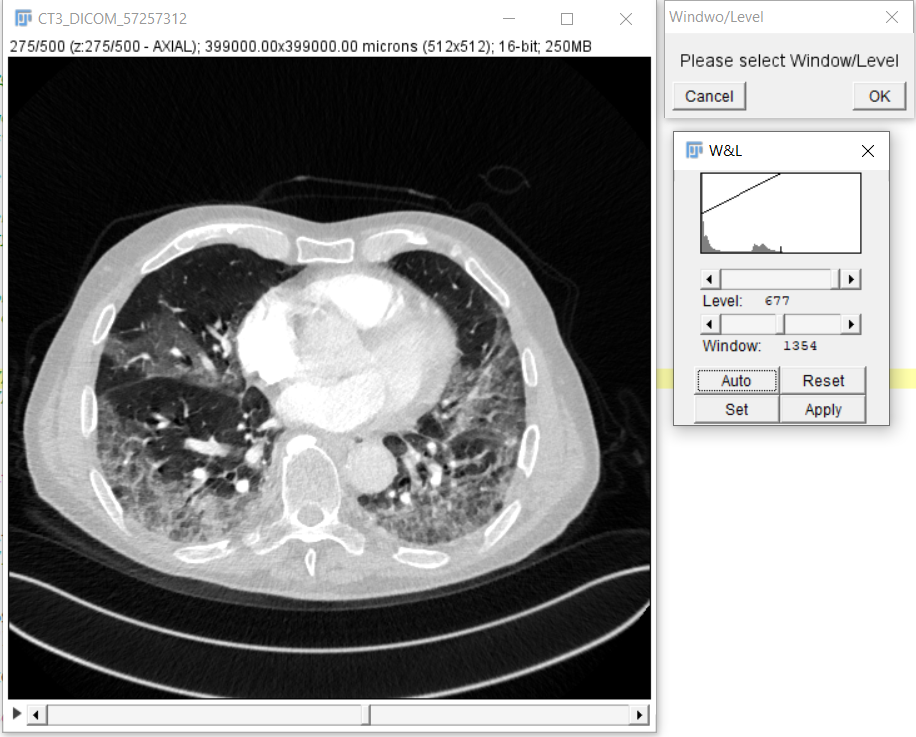 CT3_DICOM_57257312
275/500 (z:275/500 - AXIAL); 399000.00x399000.00 microns (512x512); 16-bit; 250MB
Windwo/Level
Please select Window/Level
Cancel OK
W&L
Level: 677
Window: 1354
Auto Reset
Set Apply